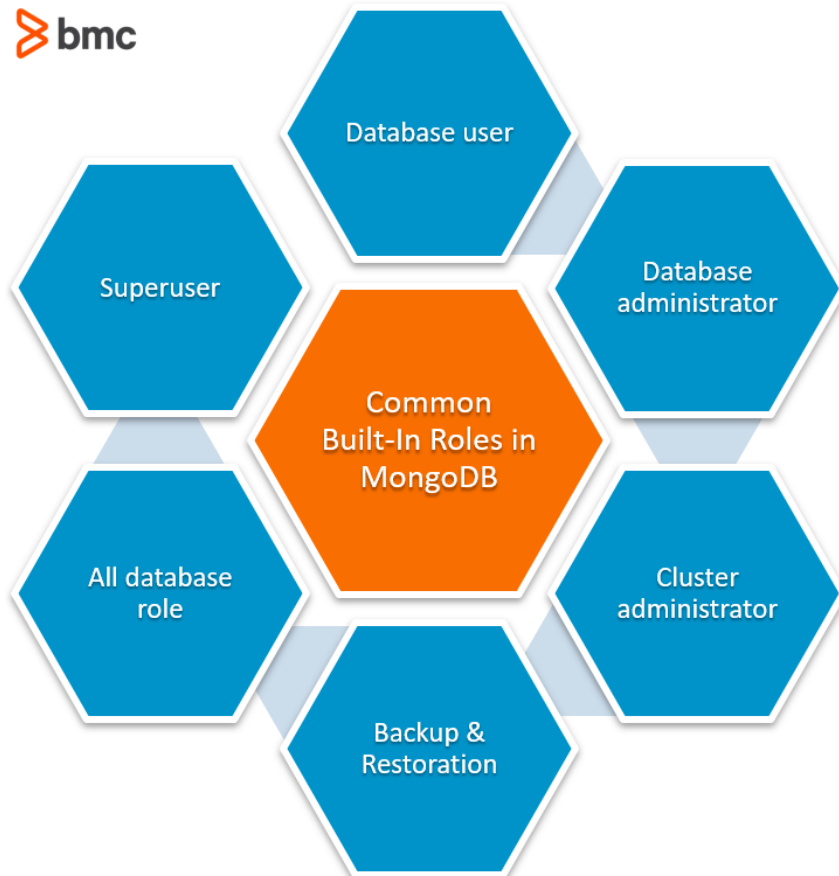 bmc
Database user
Database
administrator
Cluster
administrator
Backup &
Restoration
All database
role
Superuser
Common
Built-In Roles in
MongoDB